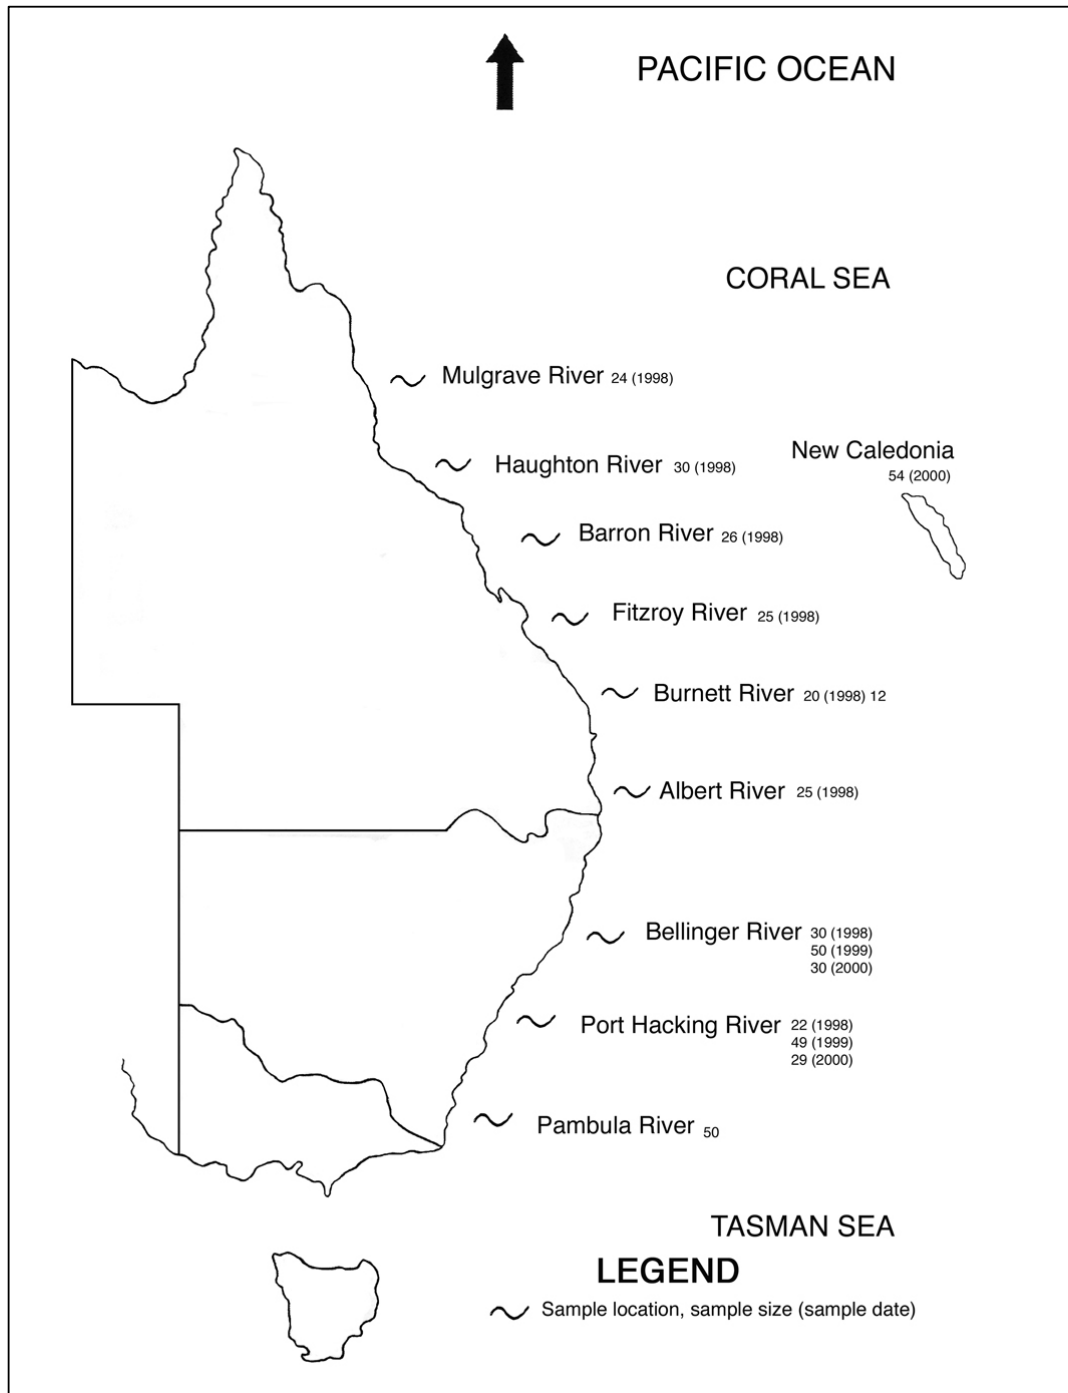 PACIFIC OCEAN
CORAL SEA
Mulgrave River 24 (1998)
New Caledonia
54 (2000)
Haughton River 30 (1998)
Barron River 26 (1998)
Fitzroy River 25 (1998)
Burnett River 20 (1998) 12
Albert River 25 (1998)
Bellinger River 30 (1998)
50 (1999)
30 (2000)
Port Hacking River 22 (1998)
49 (1999)
29 (2000)
Pambula River 50
TASMAN SEA
LEGEND
Sample location, sample size (sample date)